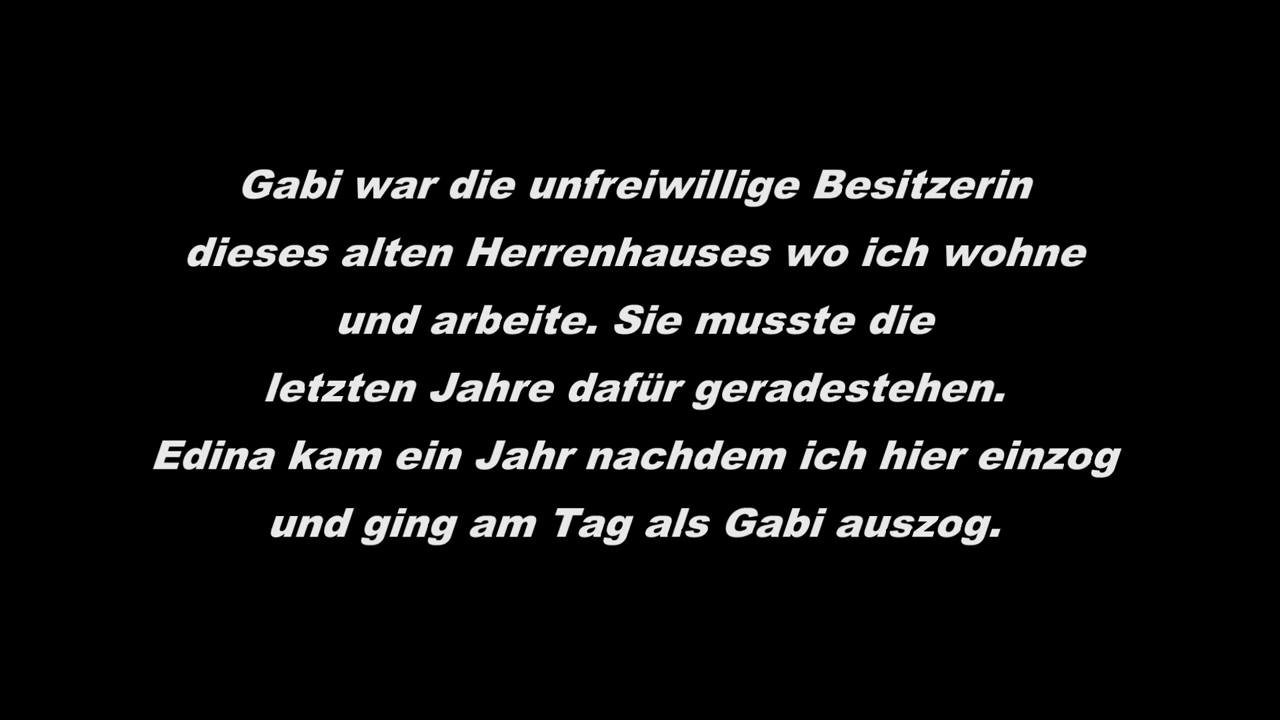 Gabi war die unfreiwillige Besitzerin
dieses alten Herrenhauses wo ich wohne
und arbeite. Sie musste die
letzten Jahre dafür geradestehen.
Edina kam ein Jahr nachdem ich hier einzog
und ging am Tag als Gabi auszog.